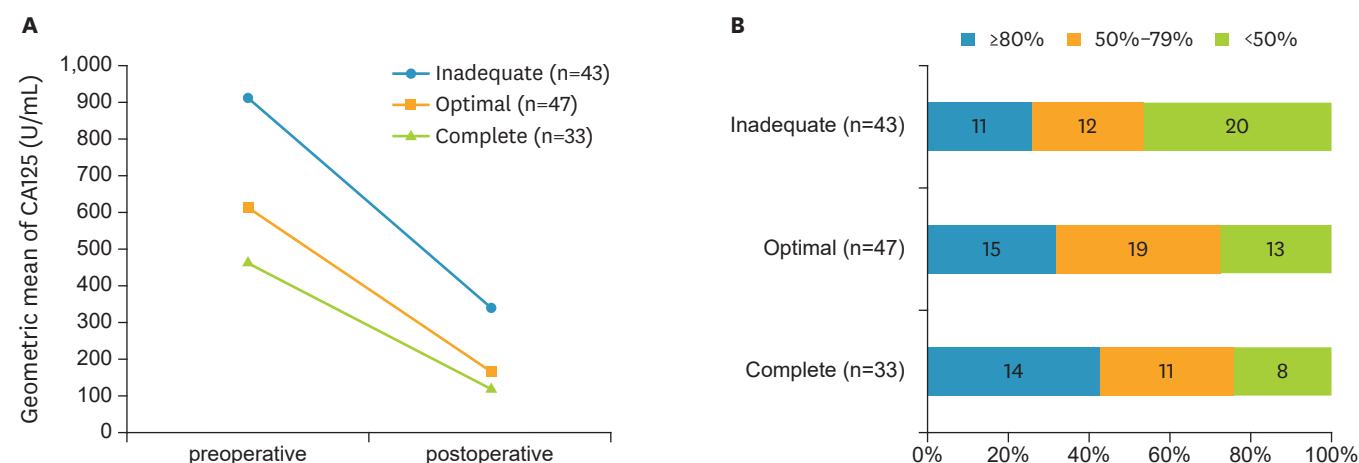 A
Geometric mean of CA125 (U/mL)
1,000
900
800
700
600
500
400
300
200
100
0
preoperative
postoperative
Inadequate (n=43)
Optimal (n=47)
Complete (n=33)
B
≥80% 50%–79% <50%
Inadequate (n=43) 11 12 20
Optimal (n=47) 15 19 13
Complete (n=33) 14 11 8
0% 20% 40% 60% 80% 100%